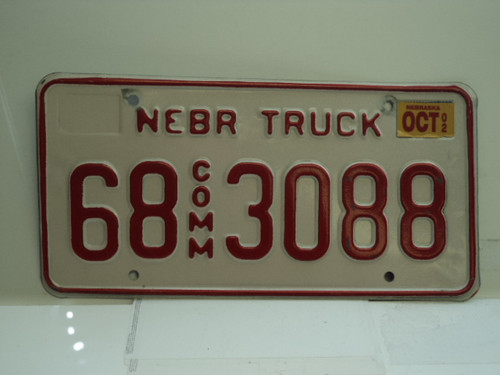 NEBRASKA
OCT 02
NEBR TRUCK
68 COMM 3088